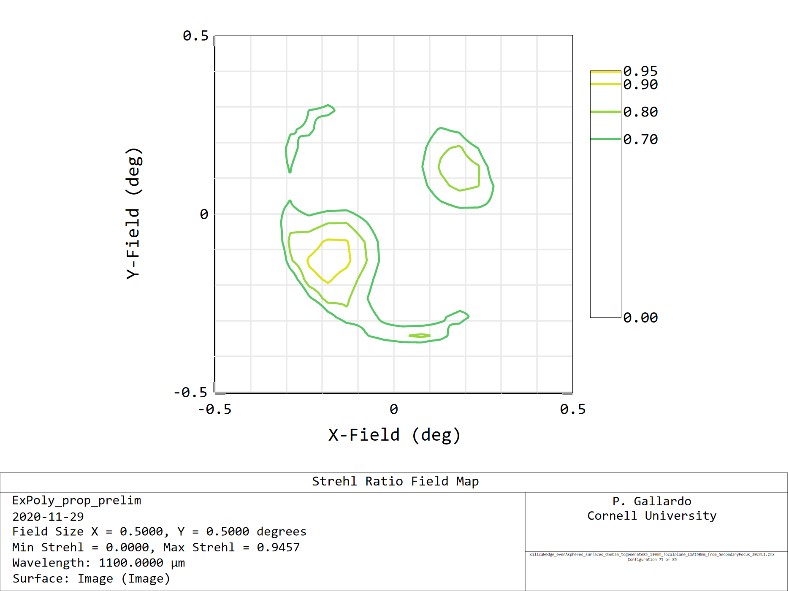 0.5
0
-0.5
Y-Field (deg)
-0.5 0 0.5
X-Field (deg)
0.95
0.90
0.80
0.70
0.00
Strehl Ratio Field Map
ExPoly_prop_prelim
2020-11-29
Field Size X = 0.5000, Y = 0.5000 degrees
Min Strehl = 0.0000, Max Strehl = 0.9457
Wavelength: 1100.0000 µm
Surface: Image (Image)
P. Gallardo
Cornell University